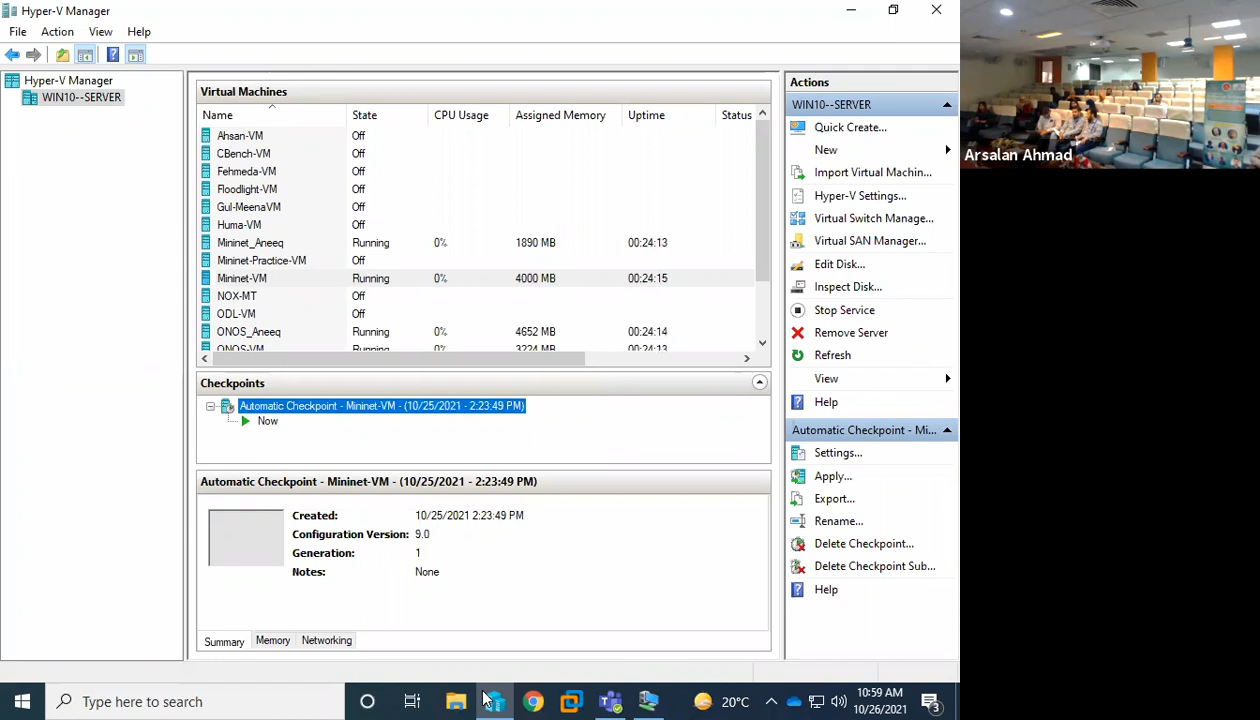 Hyper-V Manager
File Action View Help
Hyper-V Manager
WIN10--SERVER
Virtual Machines
Name State CPU Usage Assigned Memory Uptime Status
Ahsan-VM Off
CBench-VM Off
Fehmeda-VM Off
Floodlight-VM Off
Gul-MeenaVM Off
Huma-VM Off
Mininet_Aneeq Running 0% 1890 MB 00:24:13
Mininet-Practice-VM Off
Mininet-VM Running 0% 4000 MB 00:24:15
NOX-MT Off
ODL-VM Off
ONOS_Aneeq Running 0% 4652 MB 00:24:14
ONOS-VM Running 0% 3224 MB 00:24:13
Checkpoints
Automatic Checkpoint - Mininet-VM - (10/25/2021 - 2:23:49 PM)
Now
Automatic Checkpoint - Mininet-VM - (10/25/2021 - 2:23:49 PM)
Created: 10/25/2021 2:23:49 PM
Configuration Version: 9.0
Generation: 1
Notes: None
Summary Memory Networking
Actions
WIN10--SERVER
Quick Create...
New
Import Virtual Machin...
Hyper-V Settings...
Virtual Switch Manage...
Virtual SAN Manager...
Edit Disk...
Inspect Disk...
Stop Service
Remove Server
Refresh
View
Help
Automatic Checkpoint - Mi...
Settings...
Apply...
Export...
Rename...
Delete Checkpoint...
Delete Checkpoint Sub...
Help
Arsalan Ahmad
Type here to search
20°C
10:59 AM
10/26/2021
3